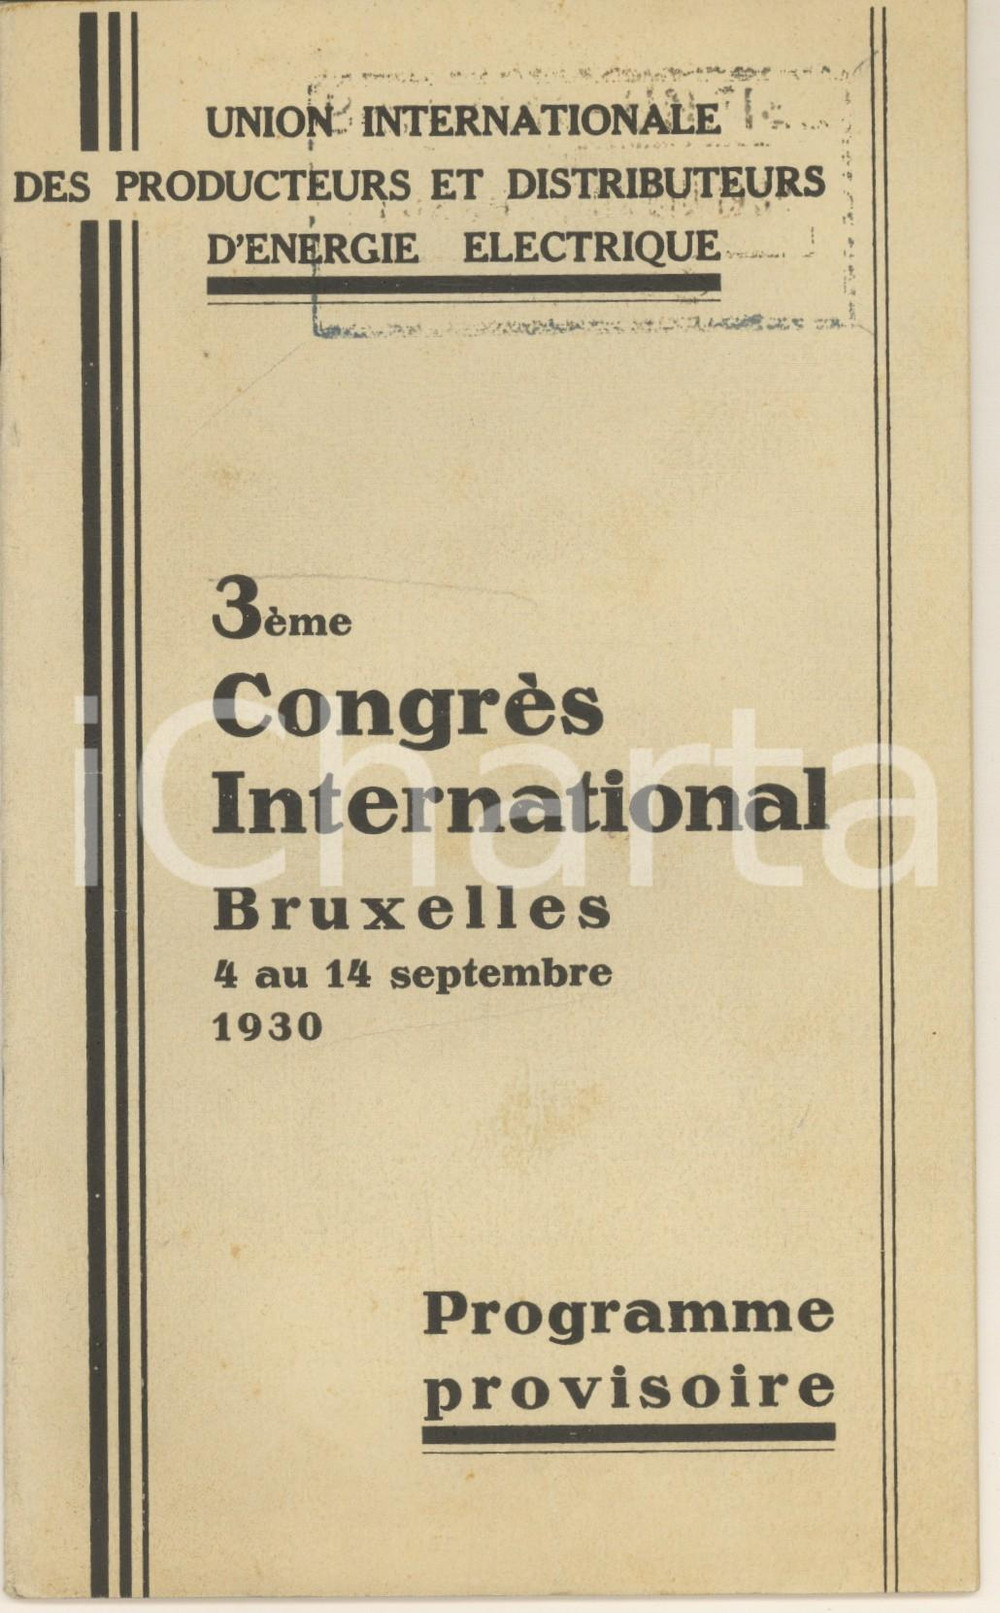 UNION INTERNATIONALE
DES PRODUCTEURS ET DISTRIBUTEURS
D'ENERGIE ELECTRIQUE
3ème
Congrès
International
iCharta
Bruxelles
4 au 14 septembre
1930
Programme
provisoire